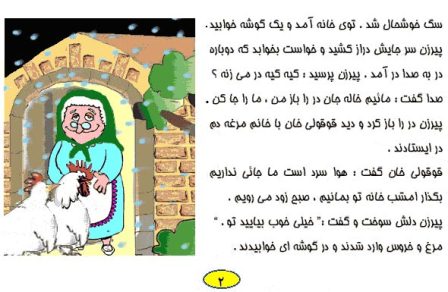 سگ خوشحال شد . توی خانه آمد و یک گوشه خوابید .
پیرزن سر جایش دراز کشید و خواست بخوابد که دوباره
در به صدا در آمد . پیرزن پرسید : کیه کیه در می زنه ؟
صدا گفت : مائیم خاله جان در را باز من ، ما را جا کن .
پیرزن در را باز کرد و دید قوقولی خان با خانم مرغه دم
در ایستادند .
قوقولی خان گفت : هوا سرد است ما جائی نداریم
بگذار امشب خانه تو بمانیم ، صبح زود می رویم .
پیرزن دلش سوخت و گفت :" خیلی خوب بیایید تو . "
مرغ و خروس وارد شدند و در گوشه ای خوابیدند .
۲